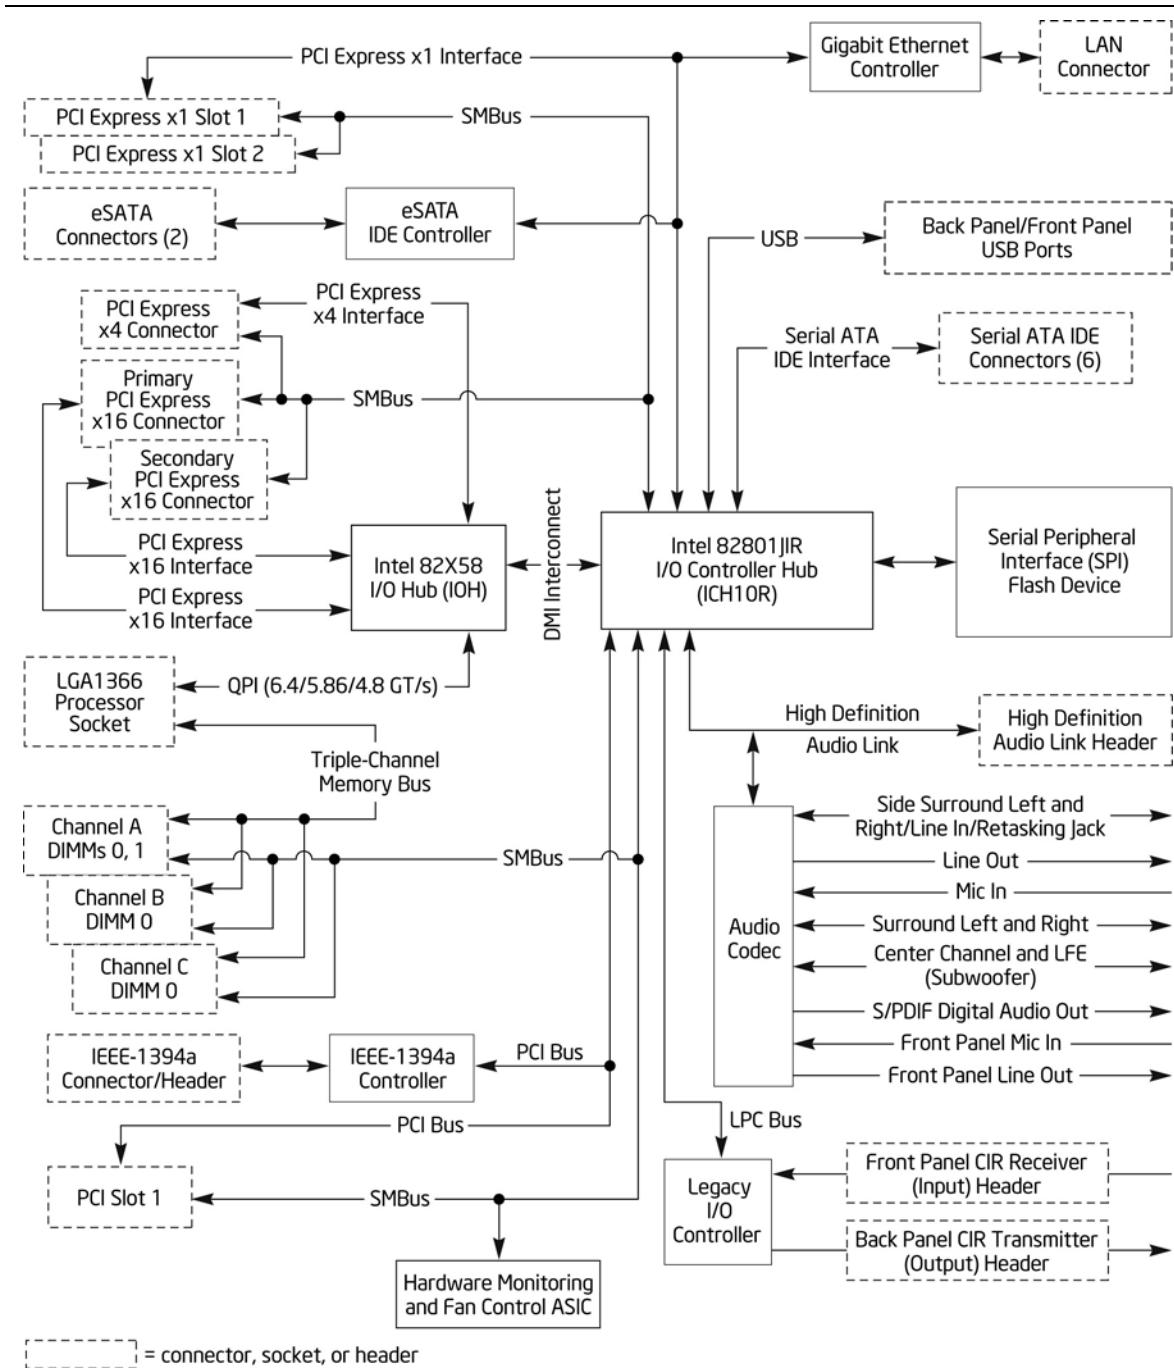 PCI Express x1 Interface
Gigabit Ethernet
Controller
LAN
Connector
PCI Express x1 Slot 1
SMBus
PCI Express x1 Slot 2
eSATA
Connectors (2)
eSATA
IDE Controller
USB
Back Panel/Front Panel
USB Ports
PCI Express
x4 Connector
PCI Express
x4 Interface
Serial ATA
IDE Interface
Serial ATA IDE
Connectors (6)
Primary
PCI Express
x16 Connector
SMBus
Secondary
PCI Express
x16 Connector
PCI Express
x16 Interface
PCI Express
x16 Interface
Intel 82X58
I/O Hub (IOH)
DMI Interconnect
Intel 82801JIR
I/O Controller Hub
(ICH10R)
Serial Peripheral
Interface (SPI)
Flash Device
LGA1366
Processor
Socket
QPI (6.4/5.86/4.8 GT/s)
Triple-Channel
Memory Bus
High Definition
Audio Link
High Definition
Audio Link Header
Channel A
DIMMs 0, 1
SMBus
Channel B
DIMM 0
Channel C
DIMM 0
Audio
Codec
Side Surround Left and
Right/Line In/Retasking Jack
Line Out
Mic In
Surround Left and Right
Center Channel and LFE
(Subwoofer)
S/PDIF Digital Audio Out
Front Panel Mic In
Front Panel Line Out
IEEE-1394a
Connector/Header
IEEE-1394a
Controller
PCI Bus
PCI Bus
LPC Bus
PCI Slot 1
SMBus
Legacy
I/O
Controller
Front Panel CIR Receiver
(Input) Header
Back Panel CIR Transmitter
(Output) Header
Hardware Monitoring
and Fan Control ASIC
= connector, socket, or header